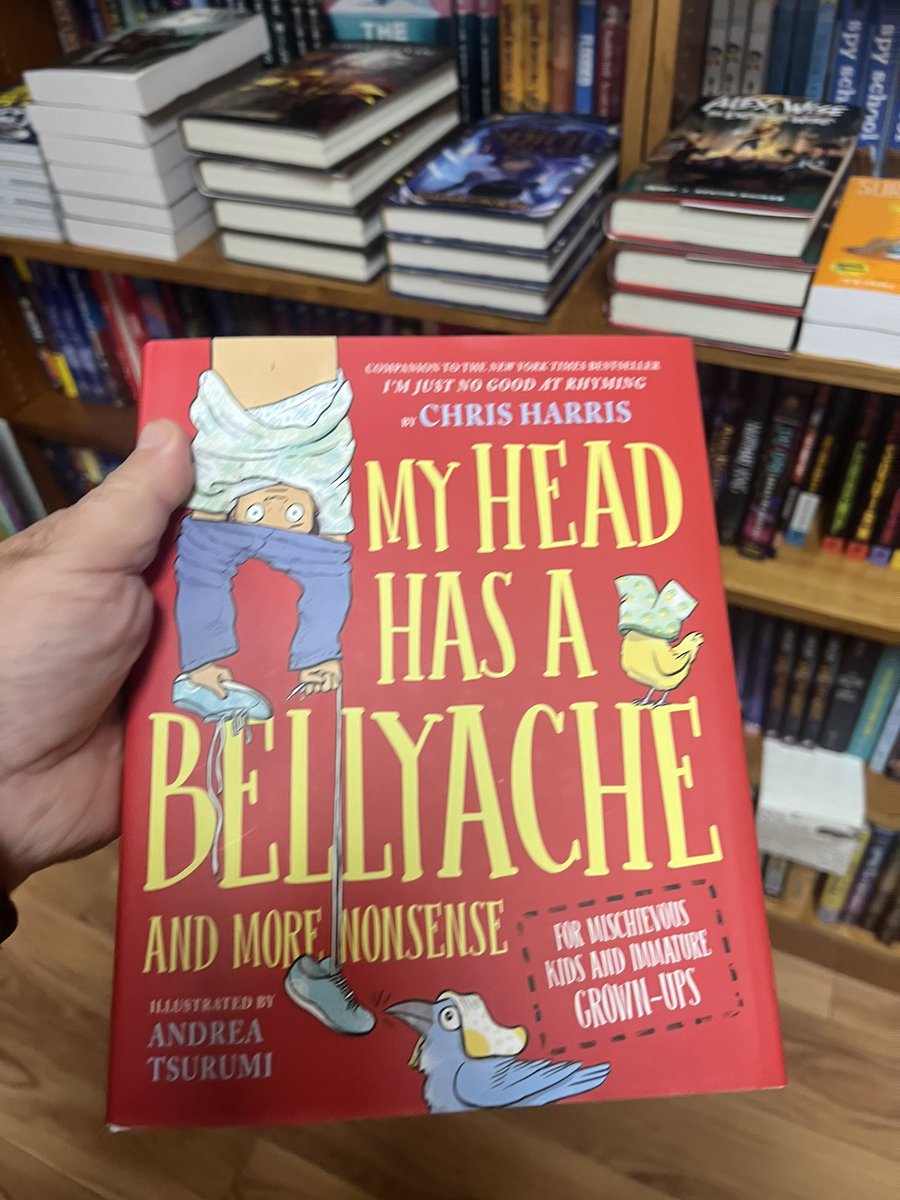 THE
spy school
spy school
ALEX WISE
COMPANION TO THE NEW YORK TIMES BESTSELLER
I'M JUST NO GOOD AT RHYMING
BY CHRIS HARRIS
MY HEAD
HAS A
BELLYACHE
AND MORE NONSENSE
FOR MISCHIEVOUS
KIDS AND IMMATURE
GROWN-UPS
ILLUSTRATED BY
ANDREA
TSURUMI